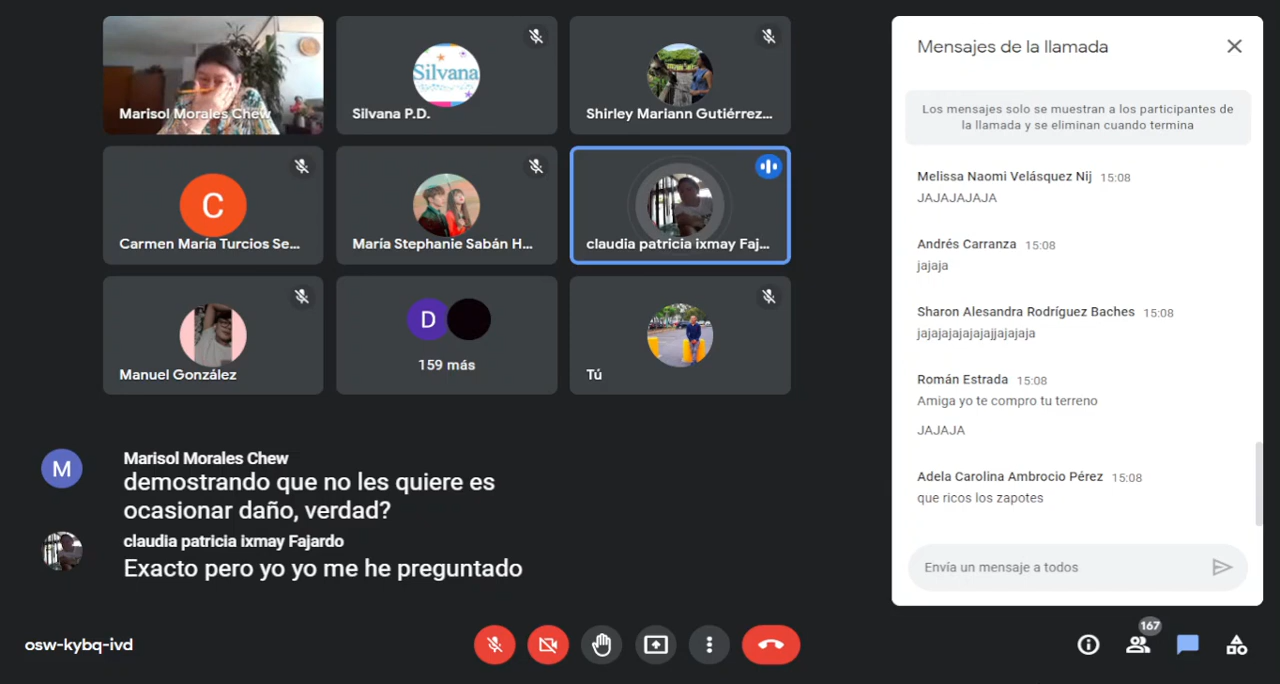 Marisol Morales Chew
Silvana
Silvana P.D.
Shirley Mariann Gutiérrez...
C
Carmen María Turcios Se...
María Stephanie Sabán H...
claudia patricia ixmay Faj...
Manuel González
D
159 más
Tú
M
Marisol Morales Chew
demostrando que no les quiere es
ocasionar daño, verdad?
claudia patricia ixmay Fajardo
Exacto pero yo yo me he preguntado
osw-kybq-ivd
Mensajes de la llamada
Los mensajes solo se muestran a los participantes de
la llamada y se eliminan cuando termina
Melissa Naomi Velásquez Nij 15:08
JAJAJAJAJA
Andrés Carranza 15:08
jajaja
Sharon Alesandra Rodríguez Baches 15:08
jajajajajajajajjajajaja
Román Estrada 15:08
Amiga yo te compro tu terreno
JAJAJA
Adela Carolina Ambrocio Pérez 15:08
que ricos los zapotes
Envía un mensaje a todos
167